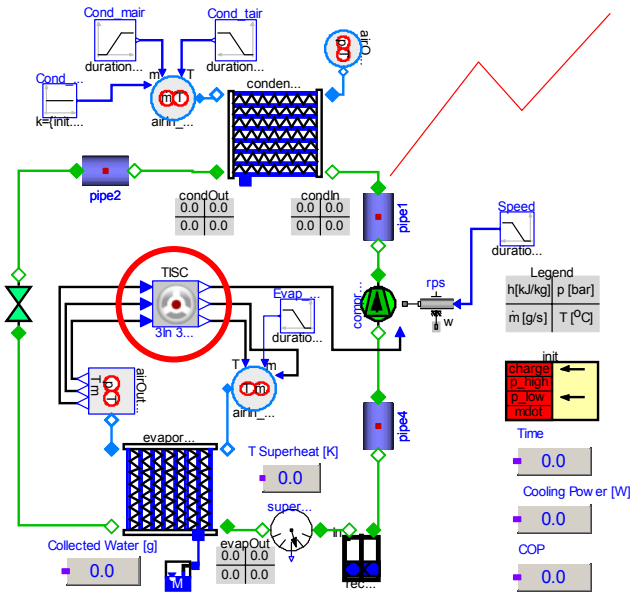 Cond_mair
Cond_tair
duration...
duration...
airO...
p T
Cond_...
k={init....
m
T
m T
airIn_...
conden...
pipe2
condOut
0.0 0.0
0.0 0.0
condIn
0.0 0.0
0.0 0.0
pipe1
Speed
duratio...
TISC
3In 3...
Evap_...
duration...
compr...
rps
w
Legend
h[kJ/kg] p [bar]
ṁ [g/s] T [°C]
airOut...
T m
p T
T
m
T m
airIn_...
init
charge
p_high
p_low
mdot
pipe4
evapor...
T Superheat [K]
0.0
Time
0.0
Cooling Power [W]
0.0
super...
in
Collected Water [g]
0.0
M
evapOut
0.0 0.0
0.0 0.0
rec...
COP
0.0